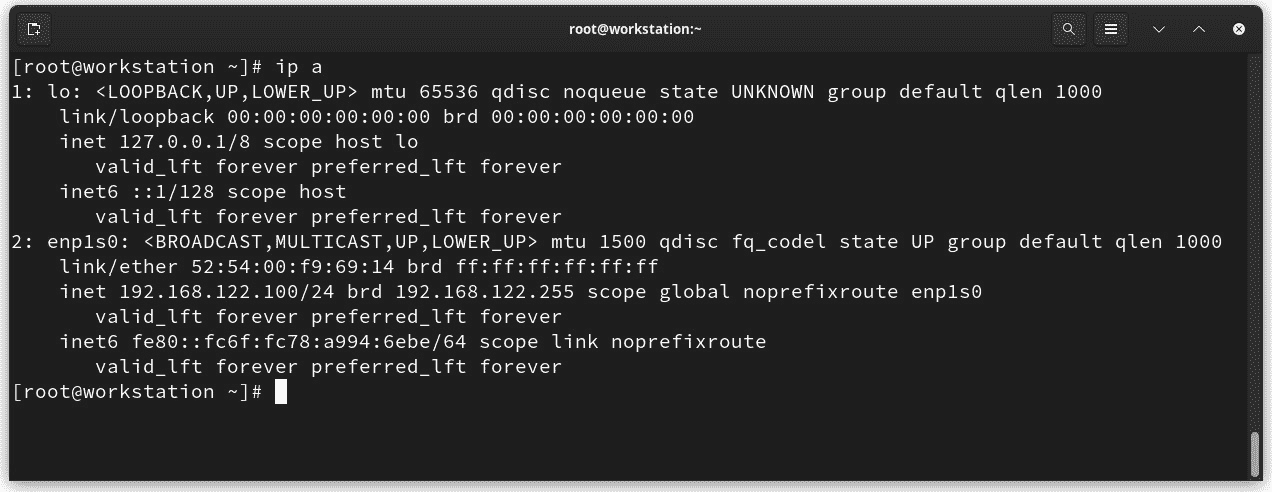 root@workstation:~
[root@workstation ~]# ip a
1: lo: <LOOPBACK,UP,LOWER_UP> mtu 65536 qdisc noqueue state UNKNOWN group default qlen 1000
    link/loopback 00:00:00:00:00:00 brd 00:00:00:00:00:00
    inet 127.0.0.1/8 scope host lo
       valid_lft forever preferred_lft forever
    inet6 ::1/128 scope host
       valid_lft forever preferred_lft forever
2: enp1s0: <BROADCAST,MULTICAST,UP,LOWER_UP> mtu 1500 qdisc fq_codel state UP group default qlen 1000
    link/ether 52:54:00:f9:69:14 brd ff:ff:ff:ff:ff:ff
    inet 192.168.122.100/24 brd 192.168.122.255 scope global noprefixroute enp1s0
       valid_lft forever preferred_lft forever
    inet6 fe80::fc6f:fc78:a994:6ebe/64 scope link noprefixroute
       valid_lft forever preferred_lft forever
[root@workstation ~]#